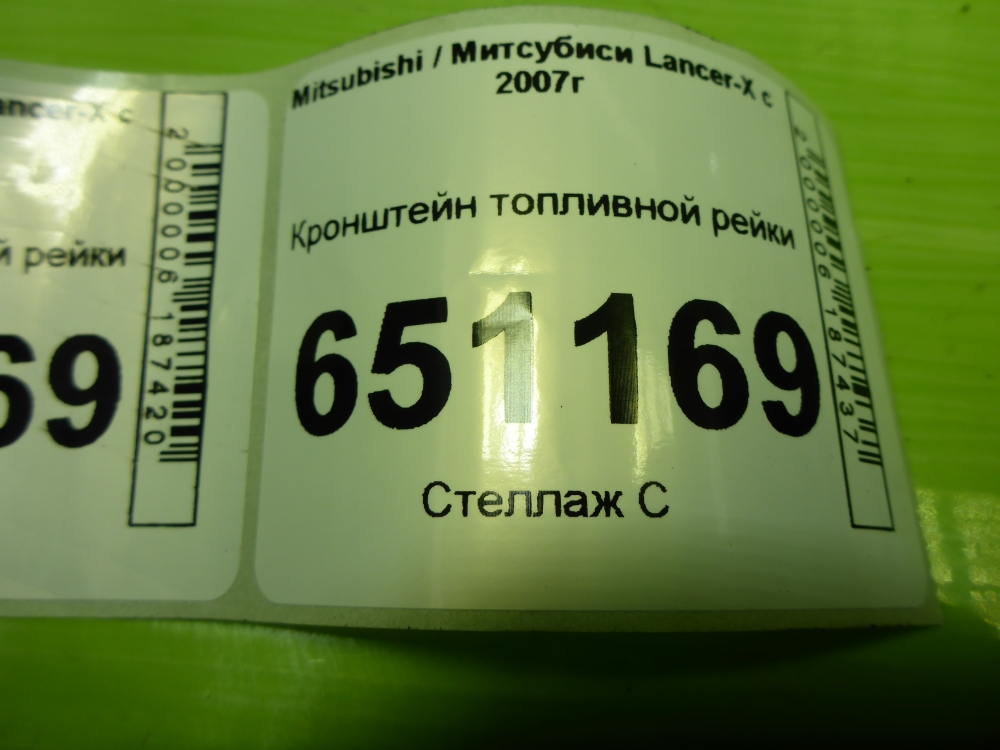 ancer-X с
й рейки
69
2000006187420
Mitsubishi / Митсубиси Lancer-X с
2007г
Кронштейн топливной рейки
651169
Стеллаж С
2000006187437